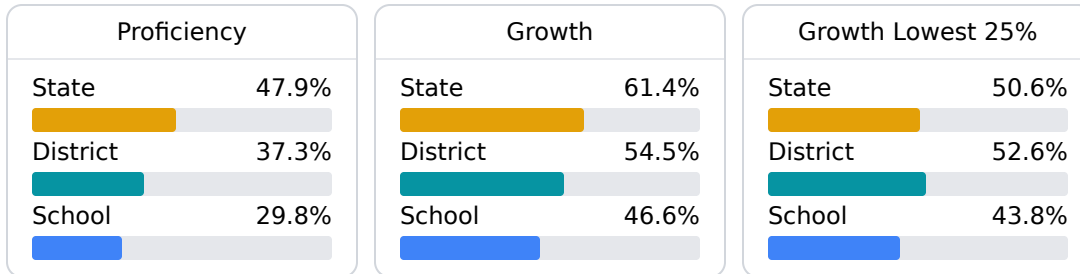 Proficiency
State 47.9%
District 37.3%
School 29.8%
Growth
State 61.4%
District 54.5%
School 46.6%
Growth Lowest 25%
State 50.6%
District 52.6%
School 43.8%